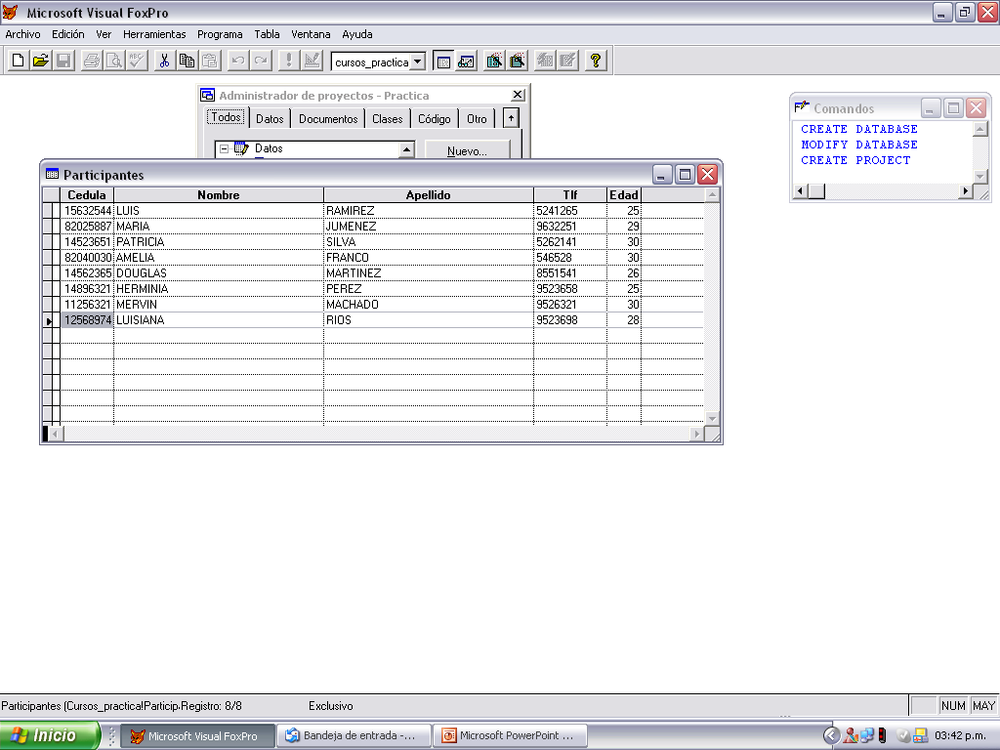 Microsoft Visual FoxPro
Archivo Edición Ver Herramientas Programa Tabla Ventana Ayuda
cursos_practica
Administrador de proyectos - Practica
Todos Datos Documentos Clases Código Otro
Datos
Nuevo...
Comandos
CREATE DATABASE
MODIFY DATABASE
CREATE PROJECT
Participantes
Cedula Nombre Apellido Tlf Edad
15632544 LUIS RAMIREZ 5241265 25
82025887 MARIA JUMENEZ 9632251 29
14523651 PATRICIA SILVA 5262141 30
82040030 AMELIA FRANCO 546528 30
14562365 DOUGLAS MARTINEZ 8551541 26
14896321 HERMINIA PEREZ 9523658 25
11256321 MERVIN MACHADO 9526321 30
12568974 LUISIANA RIOS 9523698 28
Participantes (Cursos_practica!Particip Registro: 8/8 Exclusivo NUM MAY
Inicio Microsoft Visual FoxPro Bandeja de entrada -... Microsoft PowerPoint ... 03:42 p.m.